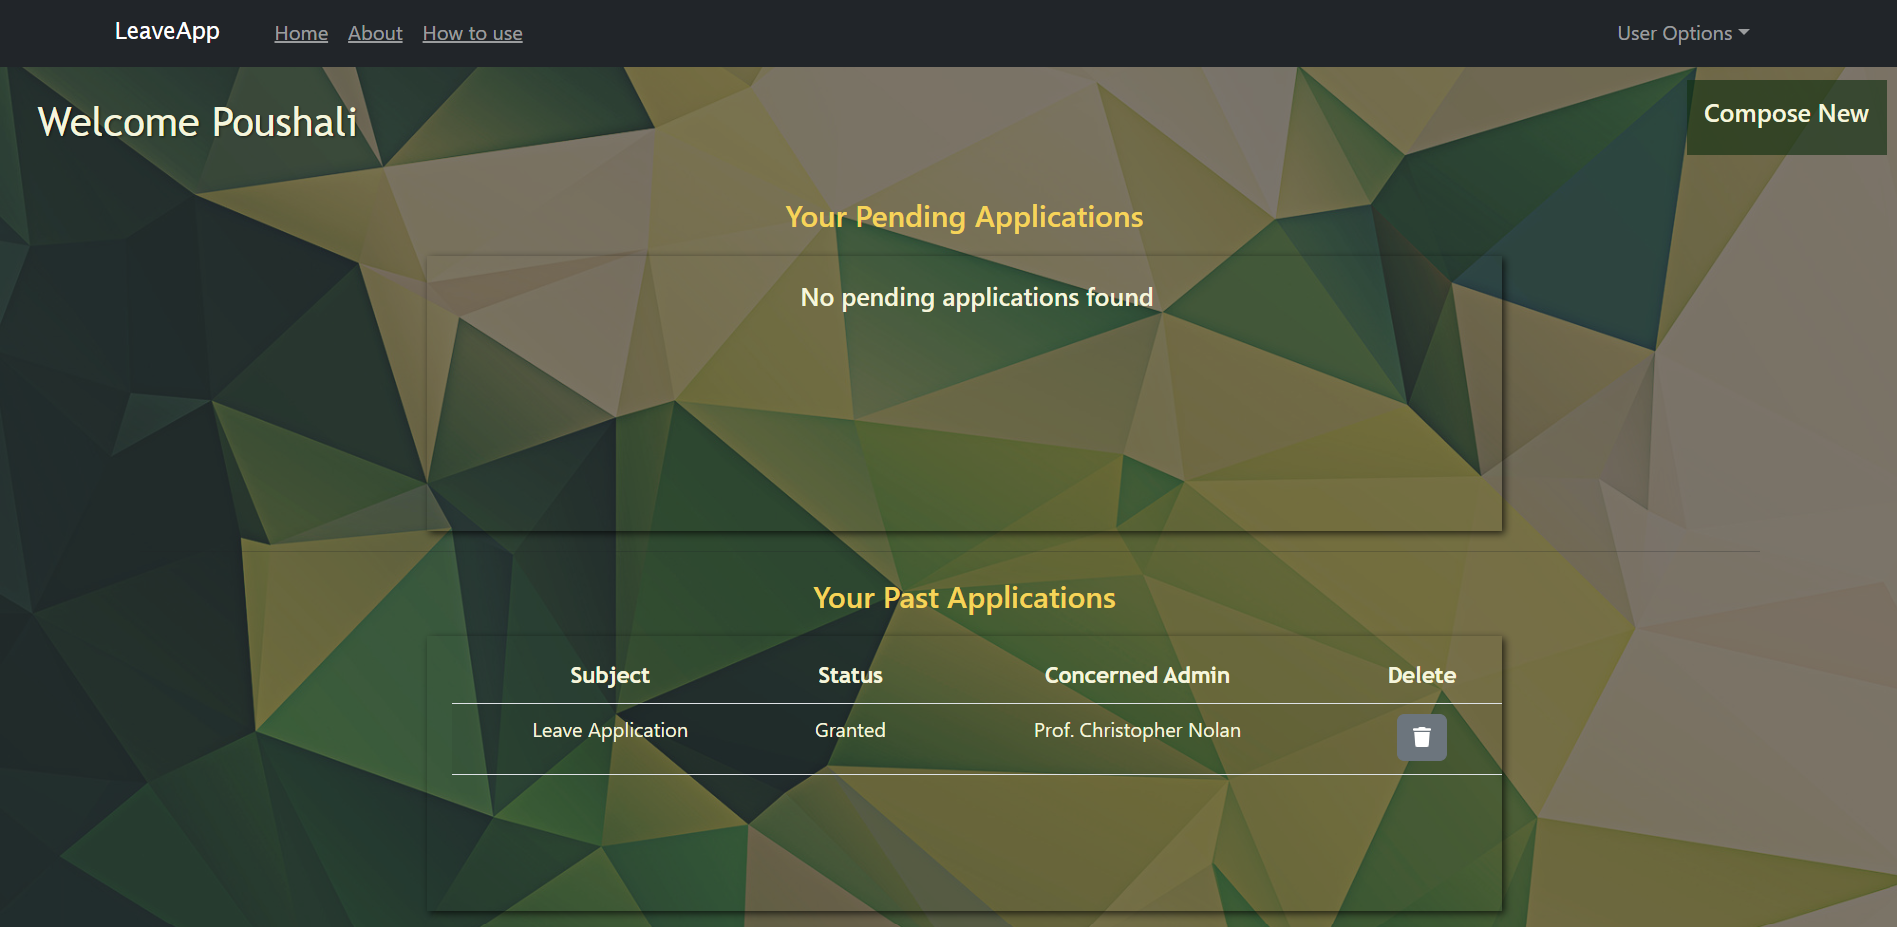 LeaveApp Home About How to use User Options
Welcome Poushali
Compose New
Your Pending Applications
No pending applications found
Your Past Applications
Subject Status Concerned Admin Delete
Leave Application Granted Prof. Christopher Nolan